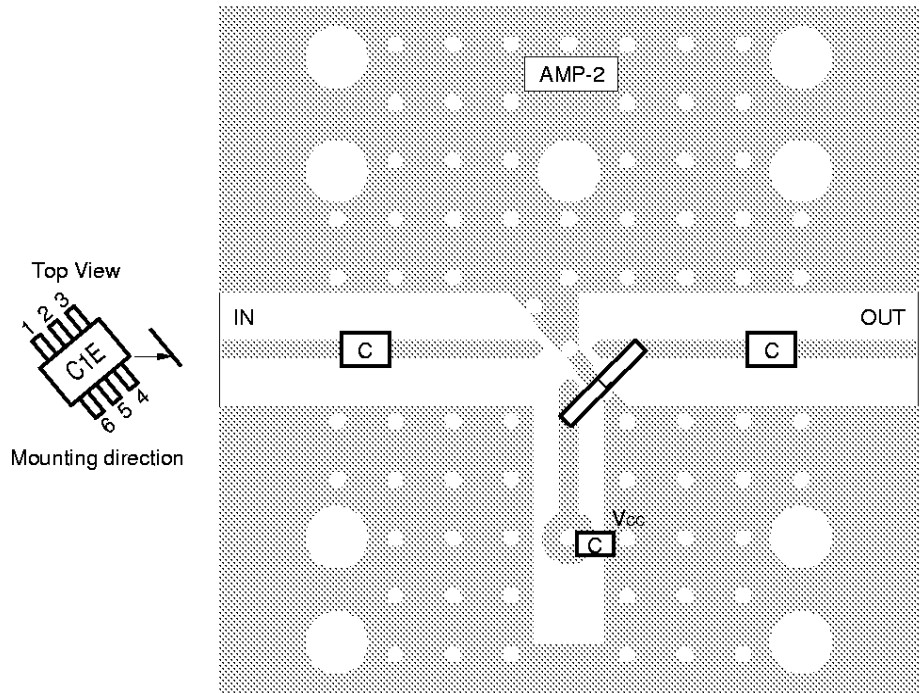 AMP-2
Top View
1 2 3
C1E
6 5 4
Mounting direction
IN
OUT
C
C
Vcc
C